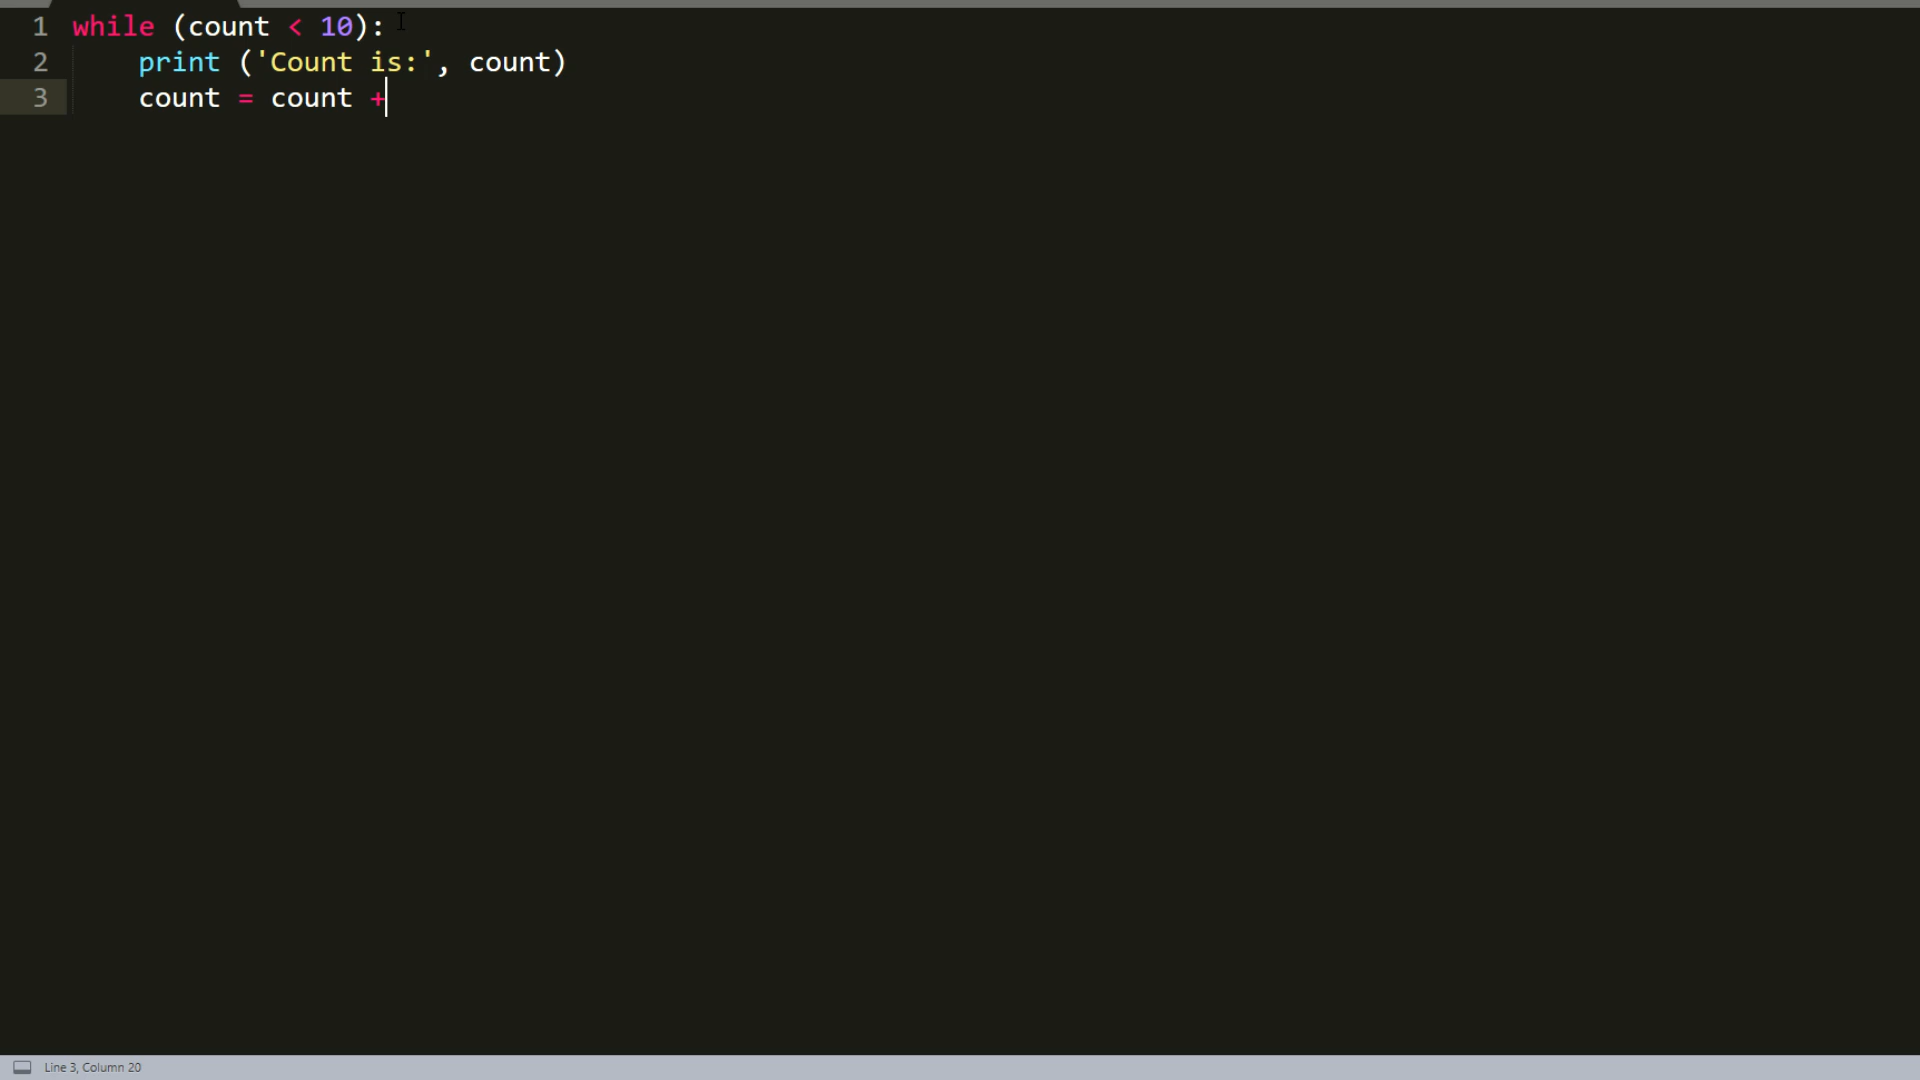 1 while (count < 10):
2     print ('Count is:', count)
3     count = count +
Line 3, Column 20